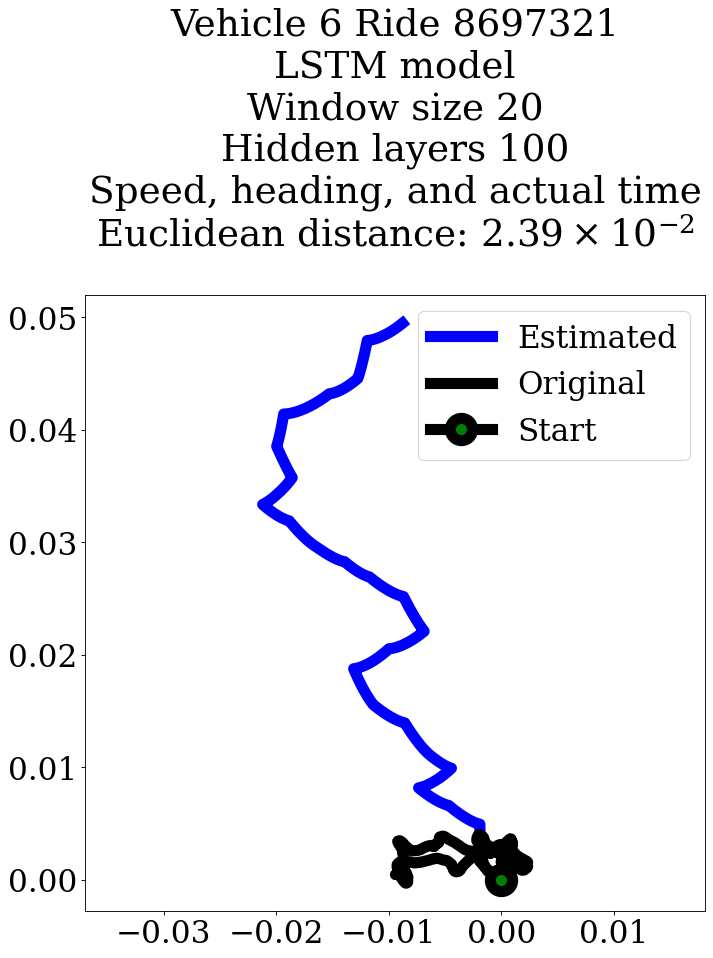 Vehicle 6 Ride 8697321
LSTM model
Window size 20
Hidden layers 100
Speed, heading, and actual time
Euclidean distance: 2.39 × 10⁻²
Estimated
Original
Start
0.05
0.04
0.03
0.02
0.01
0.00
−0.03 −0.02 −0.01 0.00 0.01